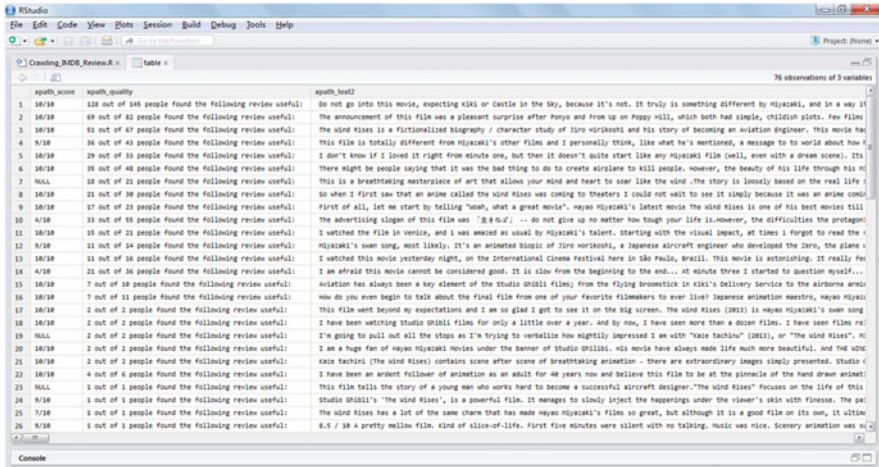 RStudio
File Edit Code View Plots Session Build Debug Tools Help
Go to file/function Project: (None)
Crawling_IMDB_Review.R × table ×
76 observations of 3 variables
xpath_score xpath_quality xpath_text2
1 10/10 128 out of 145 people found the following review useful: Do not go into this movie, expecting Kiki or Castle in the Sky, because it's not. It truly is something different by Miyazaki, and in a way it
2 10/10 69 out of 82 people found the following review useful: The announcement of this film was a pleasant surprise after Ponyo and From Up on Poppy Hill, which both had simple, childish plots. Few films
3 10/10 51 out of 67 people found the following review useful: The Wind Rises is a fictionalized biography / character study of Jiro Hirikoshi and his story of becoming an Aviation Engineer. This movie had
4 9/10 36 out of 43 people found the following review useful: This film is totally different from Miyazaki's other films and I personally think, like what he's mentioned, a message to to world about how
5 10/10 29 out of 33 people found the following review useful: I don't know if I loved it right from minute one, but then it doesn't quite start like any Miyazaki film (well, even with a dream scene). Its
6 10/10 35 out of 48 people found the following review useful: There might be people saying that it was the bad thing to do to create airplane to kill people. However, the beauty of his life through his
7 NULL 18 out of 21 people found the following review useful: This is a breathtaking masterpiece of art that allows your mind and heart to soar like the wind .The story is loosely based on the real life
8 10/10 21 out of 30 people found the following review useful: So when I first saw that an anime called the Wind Rises was coming to theaters I could not wait to see it simply because it was an anime coming
9 10/10 17 out of 23 people found the following review useful: First of all, let me start by telling "Woah, what a great movie". Hayao Miyazaki's latest movie The Wind Rises is one of his best movies till
10 4/10 33 out of 55 people found the following review useful: The advertising slogan of this film was 「生きねば」 -- do not give up no matter how tough your life is.However, the difficulties the protagon
11 10/10 15 out of 21 people found the following review useful: I watched the film in Venice, and i was amazed as usual by Miyazaki's talent. Starting with the visual impact, at times i forgot to read the
12 9/10 11 out of 14 people found the following review useful: Miyazaki's swan song, most likely. It's an animated biopic of Jiro Horikoshi, a Japanese aircraft engineer who developed the Zero, the plane
13 10/10 11 out of 16 people found the following review useful: I watched this movie yesterday night, on the International Cinema Festival here in São Paulo, Brazil. This movie is astonishing. It really
14 4/10 21 out of 36 people found the following review useful: I am afraid this movie cannot be considered good. It is slow from the beginning to the end... At minute three I started to question myself...
15 10/10 7 out of 10 people found the following review useful: Aviation has always been a key element of the Studio Ghibli films; from the flying broomstick in Kiki's Delivery Service to the airborne
16 10/10 7 out of 11 people found the following review useful: How do you even begin to talk about the final film from one of your favorite filmmakers to ever live? Japanese animation maestro, Hayao
17 10/10 2 out of 2 people found the following review useful: This film went beyond my expectations and I am so glad I got to see it on the big screen. The Wind Rises (2013) is Hayao Miyazaki's swan song
18 10/10 2 out of 2 people found the following review useful: I have been watching Studio Ghibli films for only a little over a year. And by now, I have seen more than a dozen films. I have seen films
19 NULL 2 out of 2 people found the following review useful: I'm going to pull out all the stops as I'm trying to verbalize how mightily impressed I am with "Kaze tachinu" (2013), or "The Wind Rises".
20 10/10 2 out of 2 people found the following review useful: I am a huge fan of Hayao Miyazaki Movies under the banner of Studio Ghiblis. His movie have always made life much more beautiful. And THE WIND
21 10/10 2 out of 2 people found the following review useful: Kaze tachini (The Wind Rises) contains scene after scene of breathtaking animation - there are extraordinary images simply presented. Studio
22 10/10 4 out of 6 people found the following review useful: I have been an ardent follower of animation as an adult for 40 years now and believe this film to be at the pinnacle of the hand drawn
23 NULL 1 out of 1 people found the following review useful: This film tells the story of a young man who works hard to become a successful aircraft designer."The Wind Rises" focuses on the life of this
24 9/10 1 out of 1 people found the following review useful: Studio Ghibli's 'The Wind Rises', is a powerful film. It manages to slowly inject the happenings under the viewer's skin with finesse. The
25 7/10 1 out of 1 people found the following review useful: The Wind Rises has a lot of the same charm that has made Hayao Miyazaki's films so great, but although it is a good film on its own, it
26 9/10 1 out of 1 people found the following review useful: 8.5 / 10 A pretty mellow film. Kind of slice-of-life. First five minutes were silent with no talking. Music was nice. Scenery animation was
Console